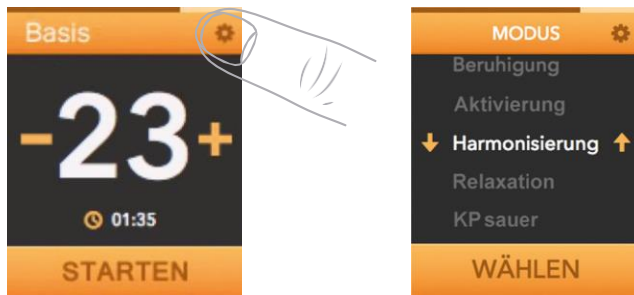 Basis
-23+
01:35
STARTEN
MODUS
Beruhigung
Aktivierung
Harmonisierung
Relaxation
KP sauer
WÄHLEN